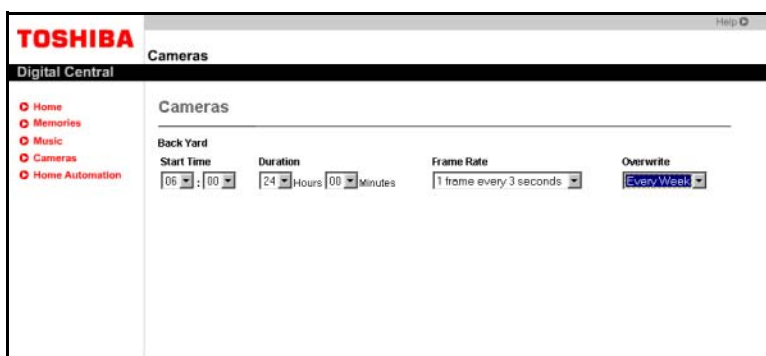 Help
TOSHIBA
Cameras
Digital Central
Home
Memories
Music
Cameras
Home Automation
Cameras
Back Yard
Start Time Duration Frame Rate Overwrite
06 : 00 24 Hours 00 Minutes 1 frame every 3 seconds Every Week